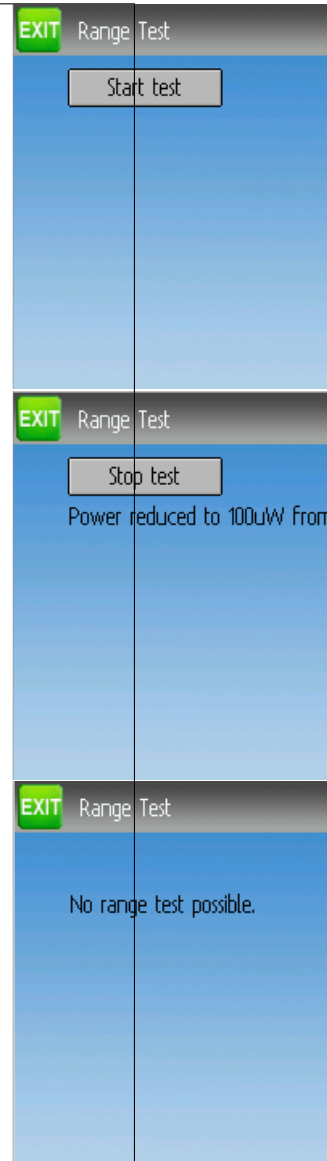 EXIT Range Test
Start test
EXIT Range Test
Stop test
Power reduced to 100uW from
EXIT Range Test
No range test possible.